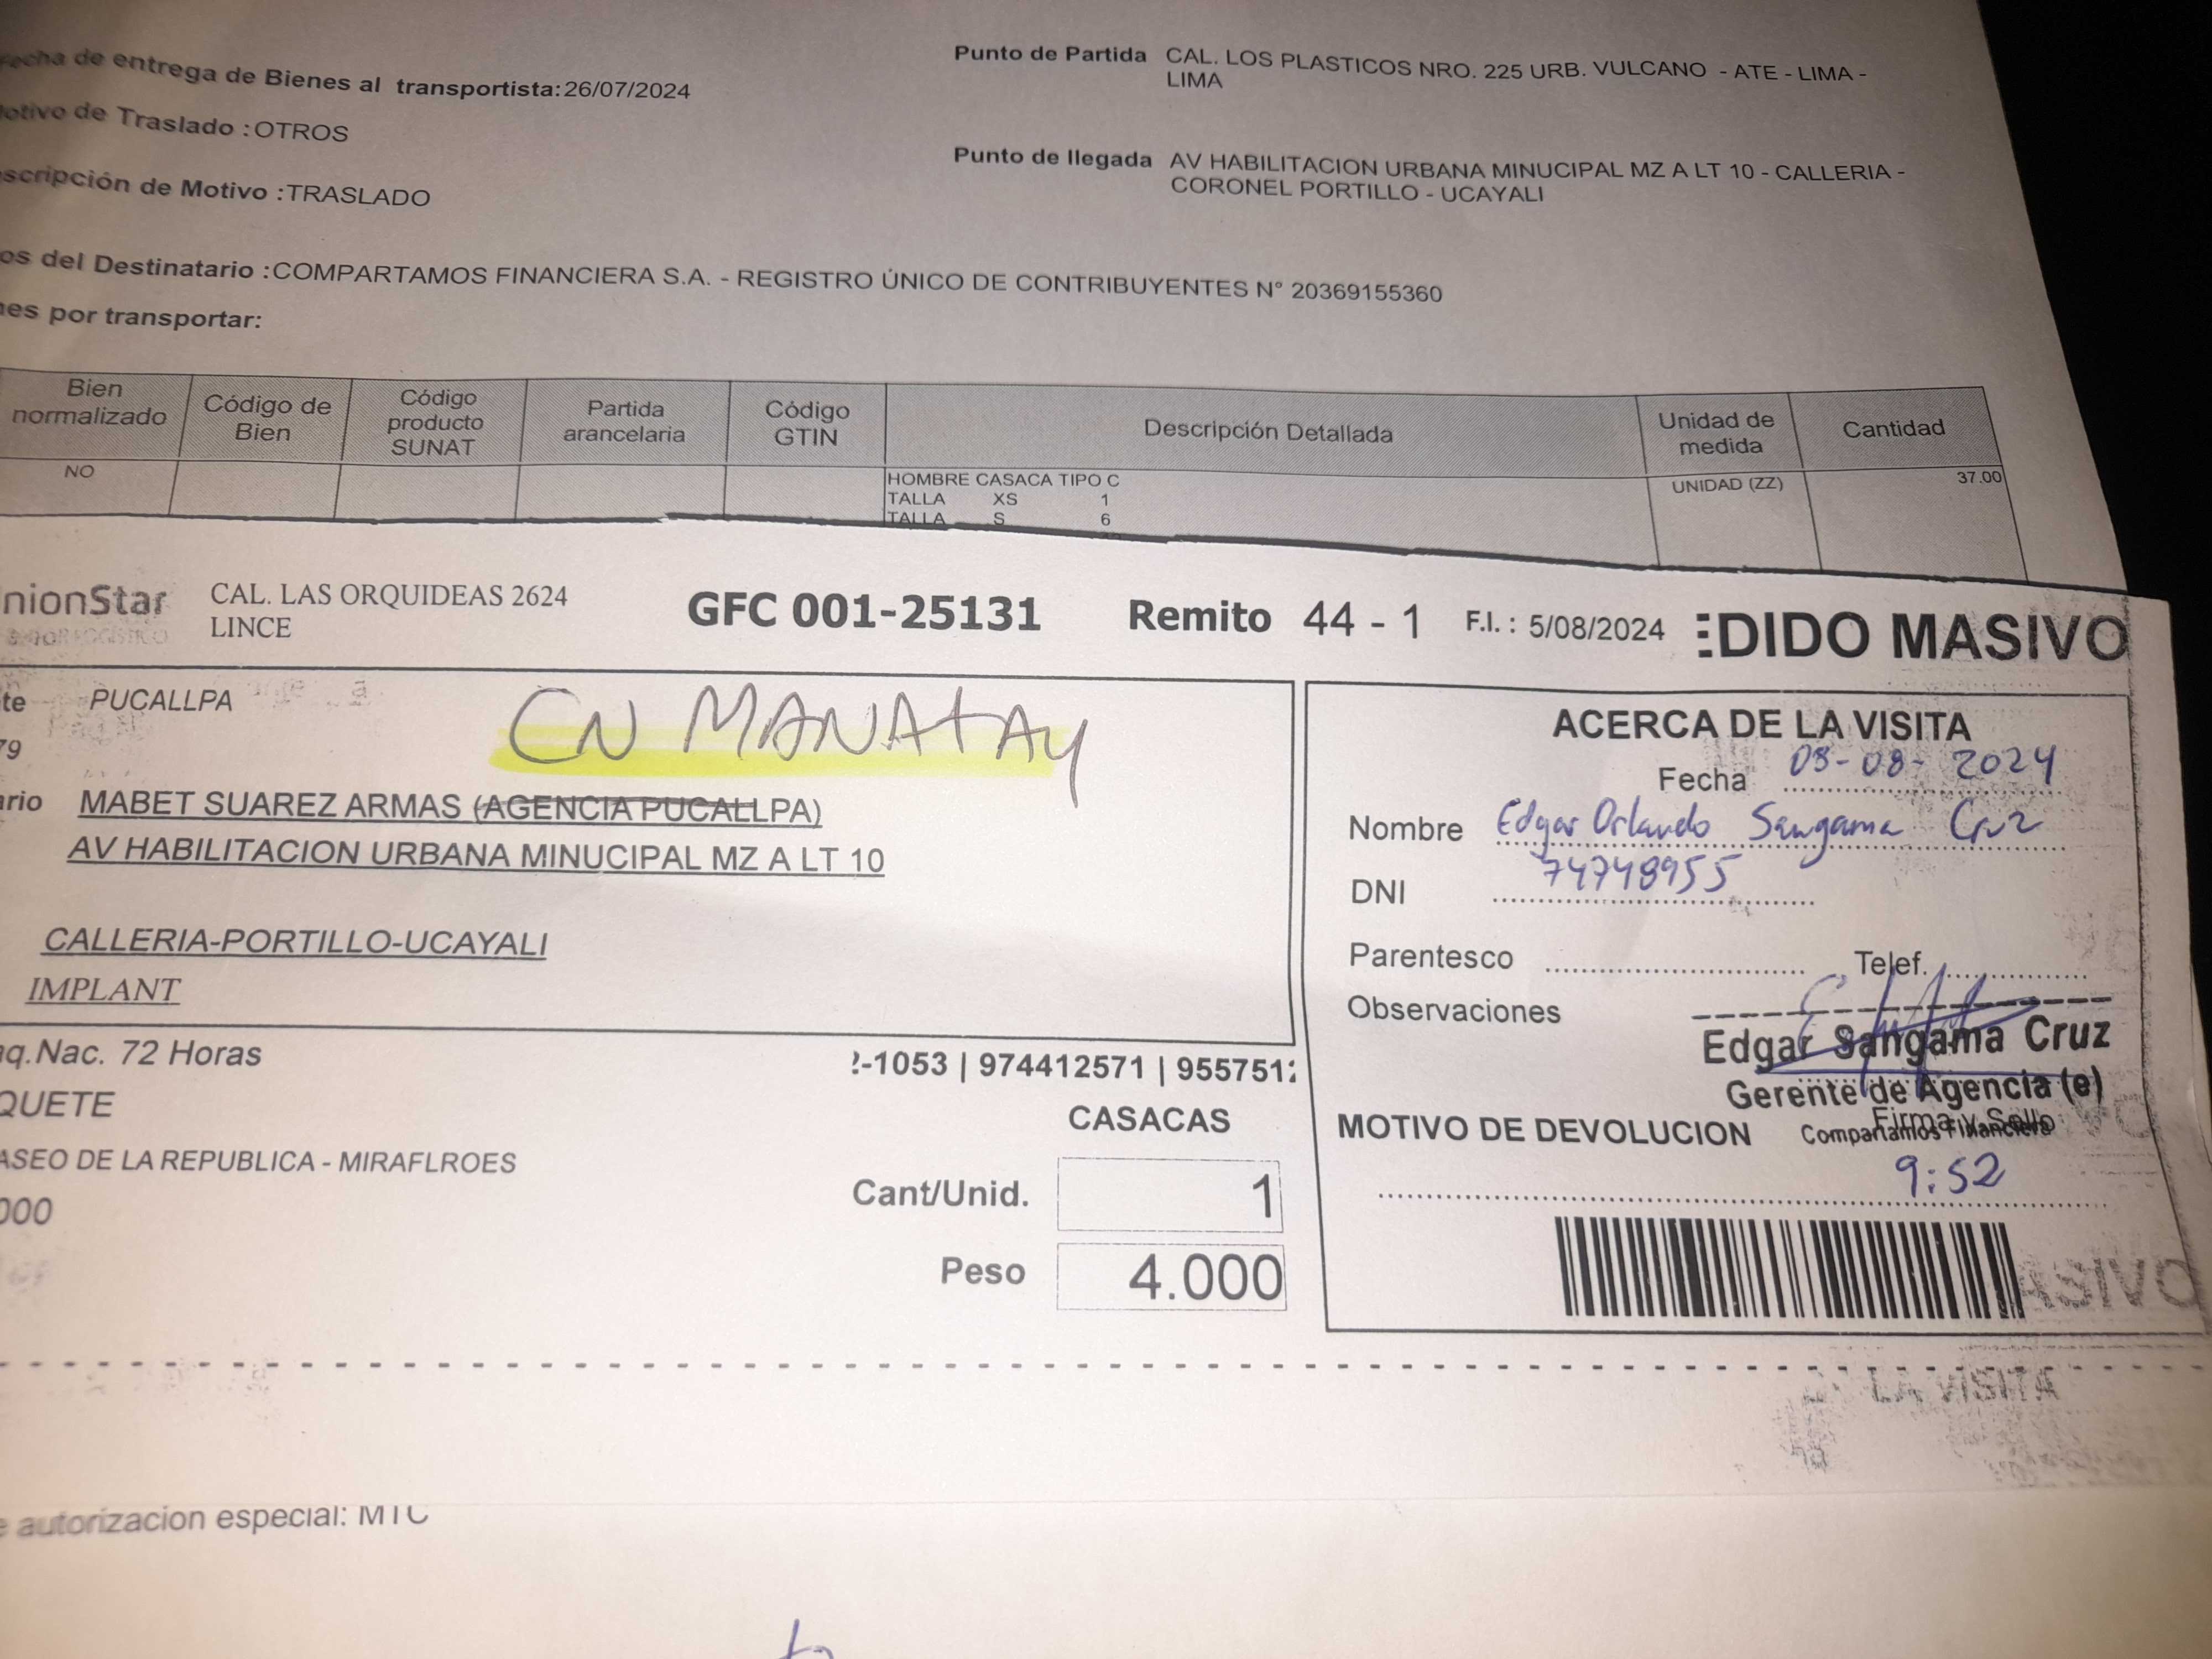 Fecha de entrega de Bienes al transportista:26/07/2024
Punto de Partida CAL. LOS PLASTICOS NRO. 225 URB. VULCANO - ATE - LIMA -
LIMA
otivo de Traslado :OTROS
Punto de llegada AV HABILITACION URBANA MINUCIPAL MZ A LT 10 - CALLERIA -
CORONEL PORTILLO - UCAYALI
scripción de Motivo :TRASLADO
os del Destinatario :COMPARTAMOS FINANCIERA S.A. - REGISTRO ÚNICO DE CONTRIBUYENTES N° 20369155360
nes por transportar:
Bien normalizado Código de Bien Código producto SUNAT Partida arancelaria Código GTIN Descripción Detallada Unidad de medida Cantidad
NO HOMBRE CASACA TIPO C UNIDAD (ZZ) 37.00
TALLA XS 1
TALLA S 6
nionStar CAL. LAS ORQUIDEAS 2624
LINCE
GFC 001-25131 Remito 44 - 1 F.I. : 5/08/2024 EDIDO MASIVO
te PUCALLPA
79
CN MANATAY
ario MABET SUAREZ ARMAS (AGENCIA PUCALLPA)
AV HABILITACION URBANA MINUCIPAL MZ A LT 10
CALLERIA-PORTILLO-UCAYALI
IMPLANT
aq.Nac. 72 Horas
-1053 | 974412571 | 955751
QUETE
CASACAS
ASEO DE LA REPUBLICA - MIRAFLROES
Cant/Unid. 1
000
Peso 4.000
ACERCA DE LA VISITA
Fecha 08-08-2024
Nombre Edgar Orlando Sangama Cruz
DNI 74748955
Parentesco Telef.
Observaciones
Edgar Sangama Cruz
Gerente de Agencia (e)
Compartamos Financiera
Firma y Sello
MOTIVO DE DEVOLUCION
9:52
ASIVO
LA VISITA
e autorizacion especial: MTC